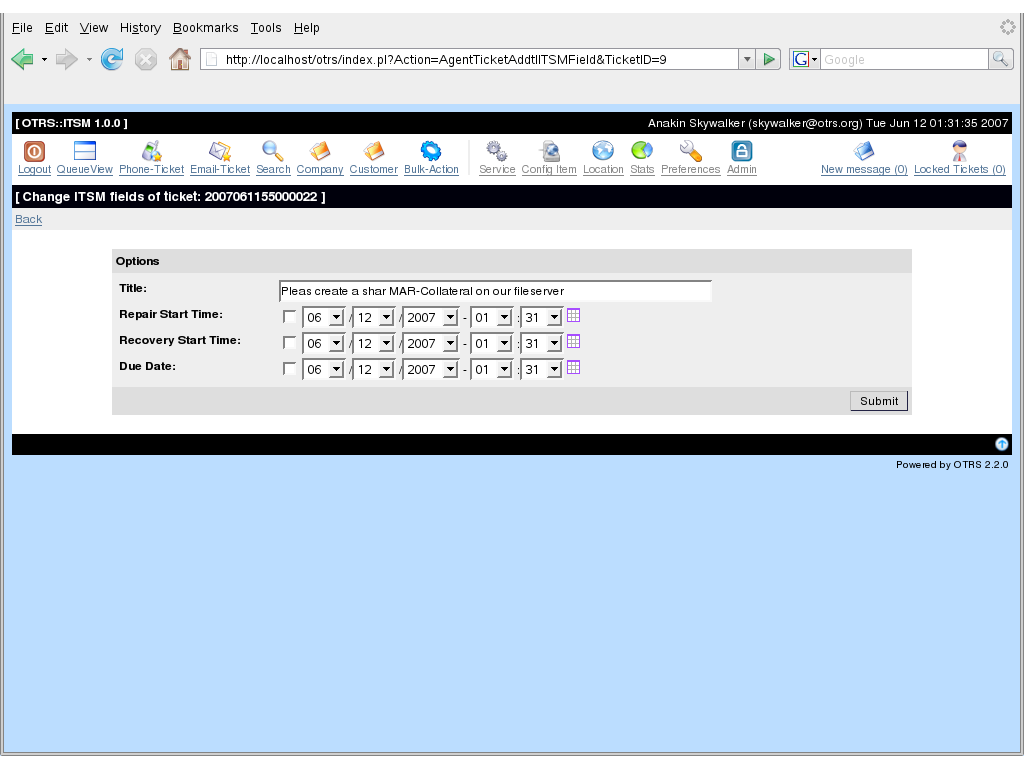 File Edit View History Bookmarks Tools Help
http://localhost/otrs/index.pl?Action=AgentTicketAddtlITSMField&TicketID=9
G Google
[ OTRS::ITSM 1.0.0 ] Anakin Skywalker (skywalker@otrs.org) Tue Jun 12 01:31:35 2007
Logout QueueView Phone-Ticket Email-Ticket Search Company Customer Bulk-Action Service Config Item Location Stats Preferences Admin New message (0) Locked Tickets (0)
[ Change ITSM fields of ticket: 2007061155000022 ]
Back
Options
Title: Pleas create a shar MAR-Collateral on our fileserver
Repair Start Time: 06 / 12 / 2007 - 01 : 31
Recovery Start Time: 06 / 12 / 2007 - 01 : 31
Due Date: 06 / 12 / 2007 - 01 : 31
Submit
Powered by OTRS 2.2.0